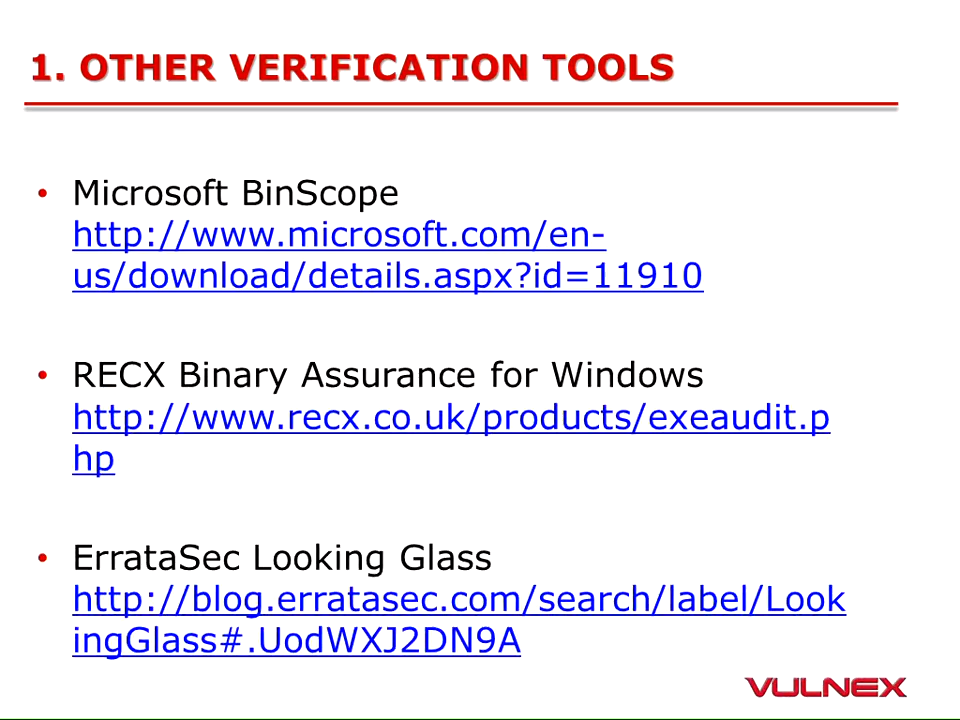 1. OTHER VERIFICATION TOOLS
• Microsoft BinScope
http://www.microsoft.com/en-
us/download/details.aspx?id=11910
• RECX Binary Assurance for Windows
http://www.recx.co.uk/products/exeaudit.p
hp
• ErrataSec Looking Glass
http://blog.erratasec.com/search/label/Look
ingGlass#.UodWXJ2DN9A
VULNEX